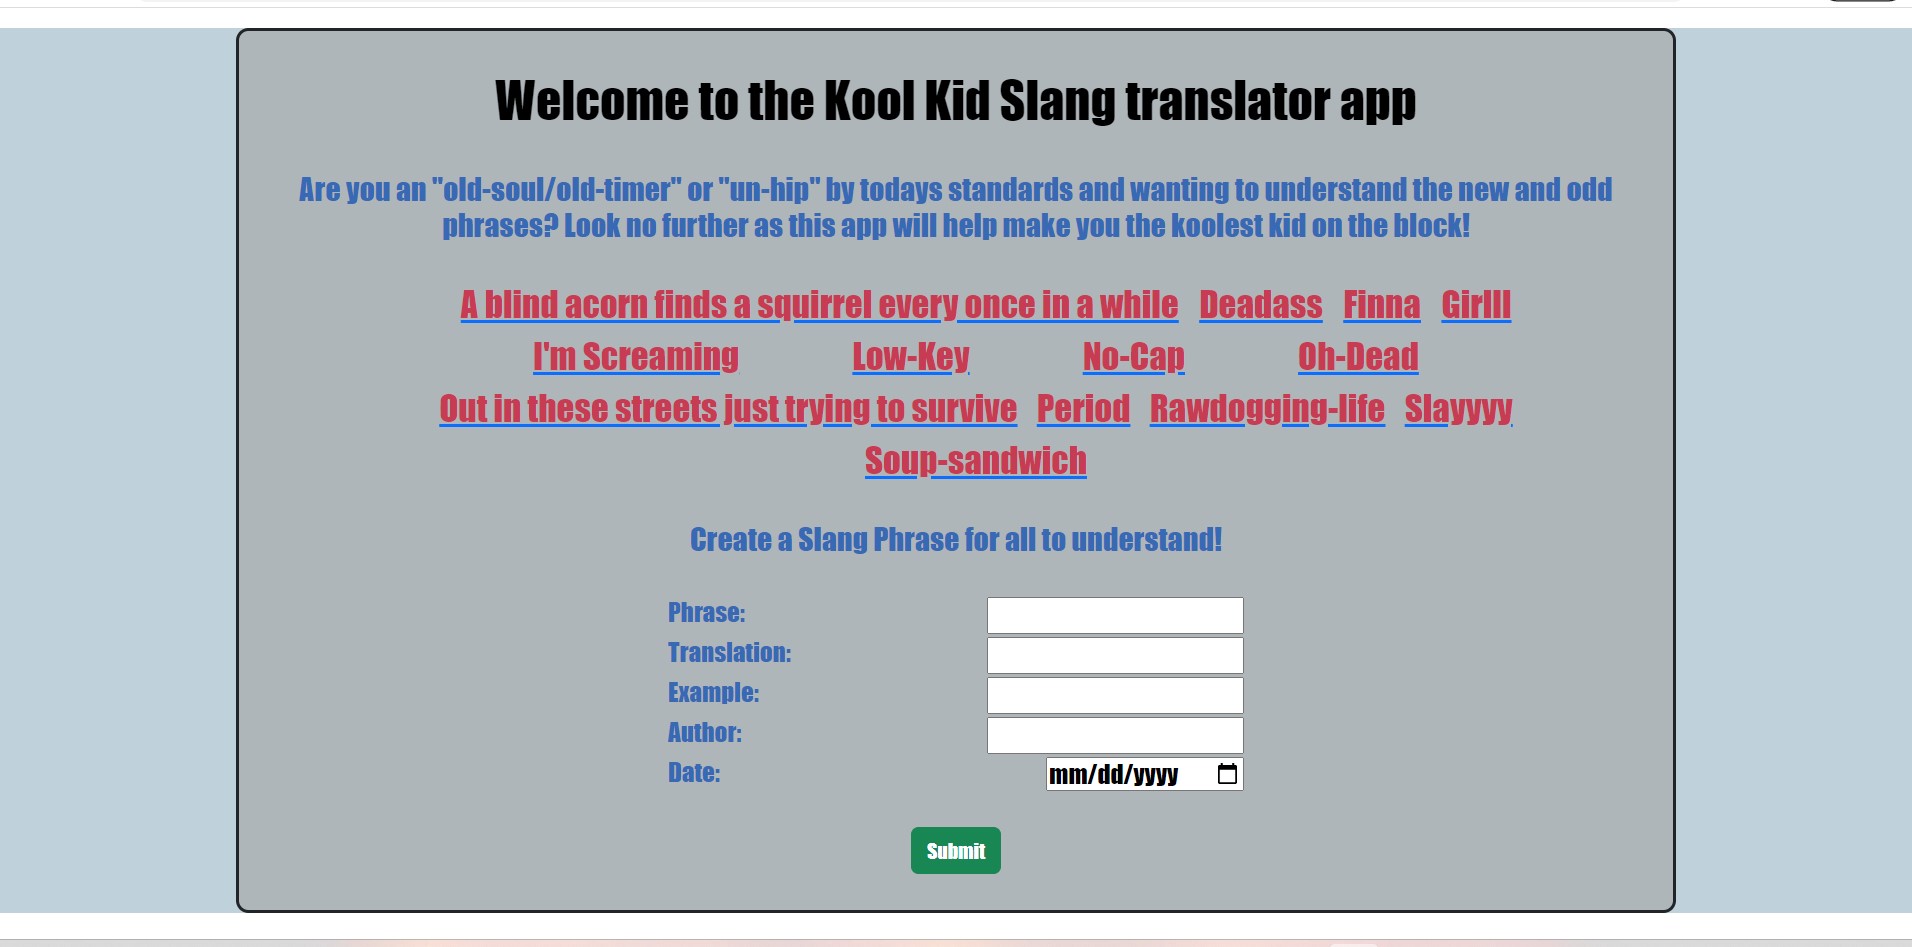 Welcome to the Kool Kid Slang translator app
Are you an "old-soul/old-timer" or "un-hip" by todays standards and wanting to understand the new and odd
phrases? Look no further as this app will help make you the koolest kid on the block!
A blind acorn finds a squirrel every once in a while Deadass Finna Girlll
I'm Screaming Low-Key No-Cap Oh-Dead
Out in these streets just trying to survive Period Rawdogging-life Slayyyy
Soup-sandwich
Create a Slang Phrase for all to understand!
Phrase:
Translation:
Example:
Author:
Date: mm/dd/yyyy
Submit